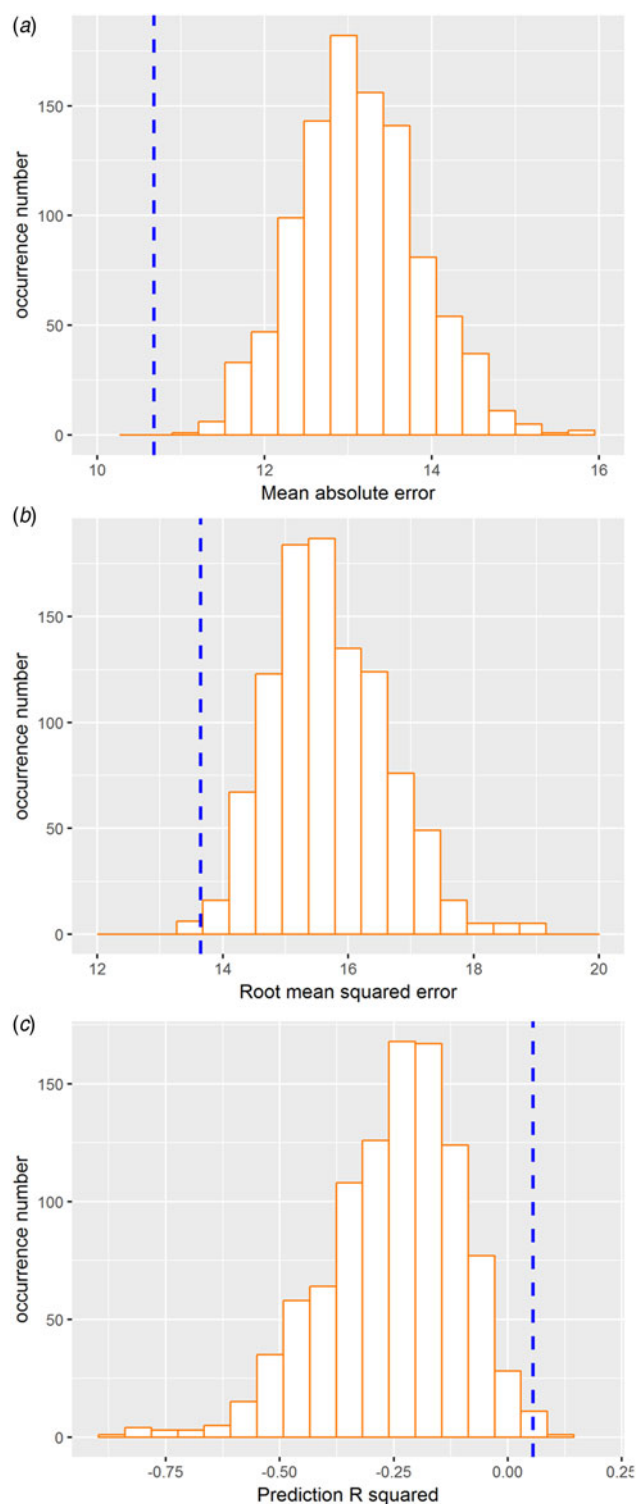 (a)
occurrence number
150
100
50
0
10 12 14 16
Mean absolute error
(b)
occurrence number
150
100
50
0
12 14 16 18 20
Root mean squared error
(c)
occurrence number
150
100
50
0
-0.75 -0.50 -0.25 0.00 0.25
Prediction R squared